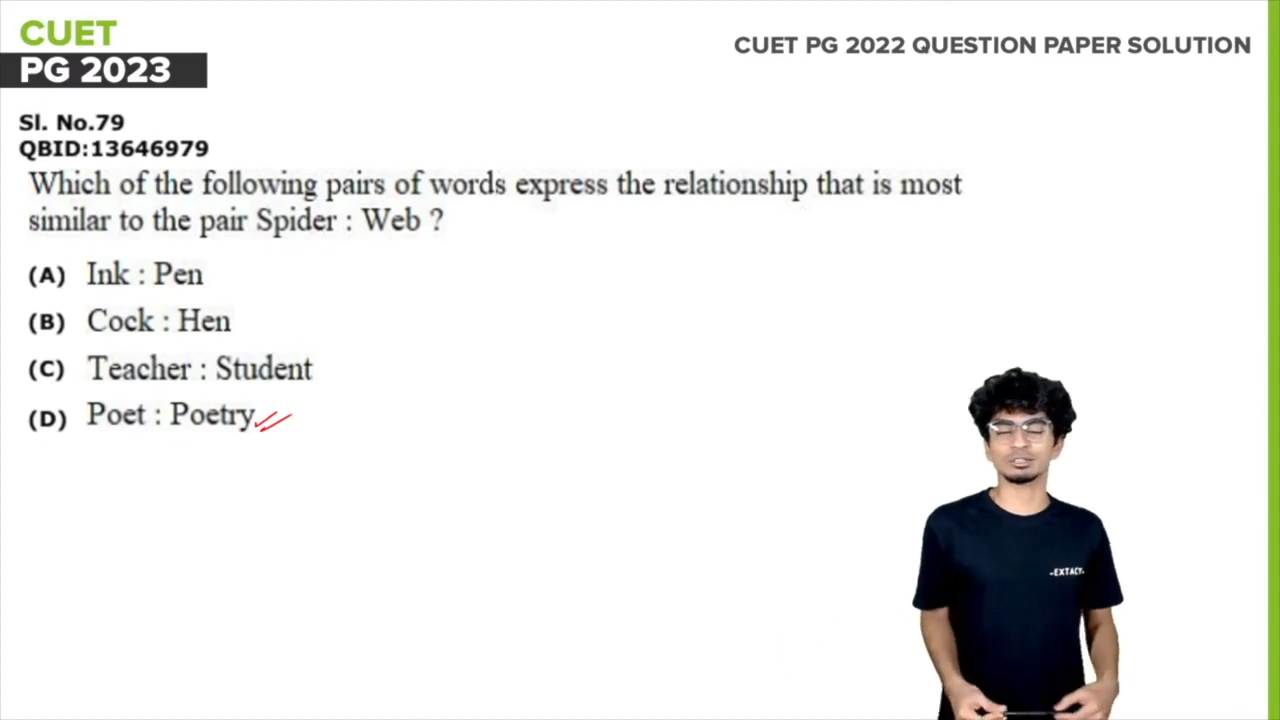 CUET
PG 2023
CUET PG 2022 QUESTION PAPER SOLUTION
Sl. No.79
QBID:13646979
Which of the following pairs of words express the relationship that is most
similar to the pair Spider : Web ?
(A) Ink : Pen
(B) Cock : Hen
(C) Teacher : Student
(D) Poet : Poetry
-EXTACY-